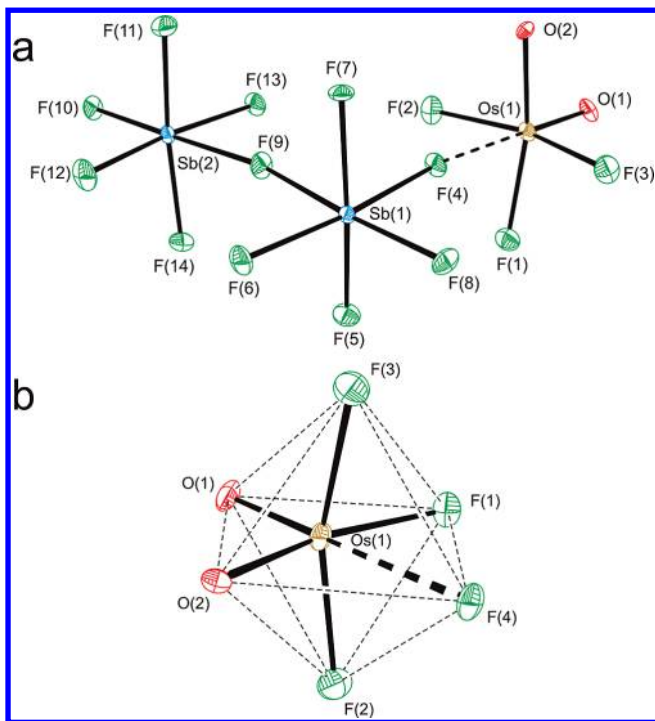 a
F(11)
O(2)
F(7)
F(13)
F(10)
F(2)
Os(1)
O(1)
F(9)
Sb(2)
F(12)
F(4)
F(3)
Sb(1)
F(14)
F(1)
F(6)
F(8)
F(5)
b
F(3)
O(1)
F(1)
Os(1)
O(2)
F(4)
F(2)